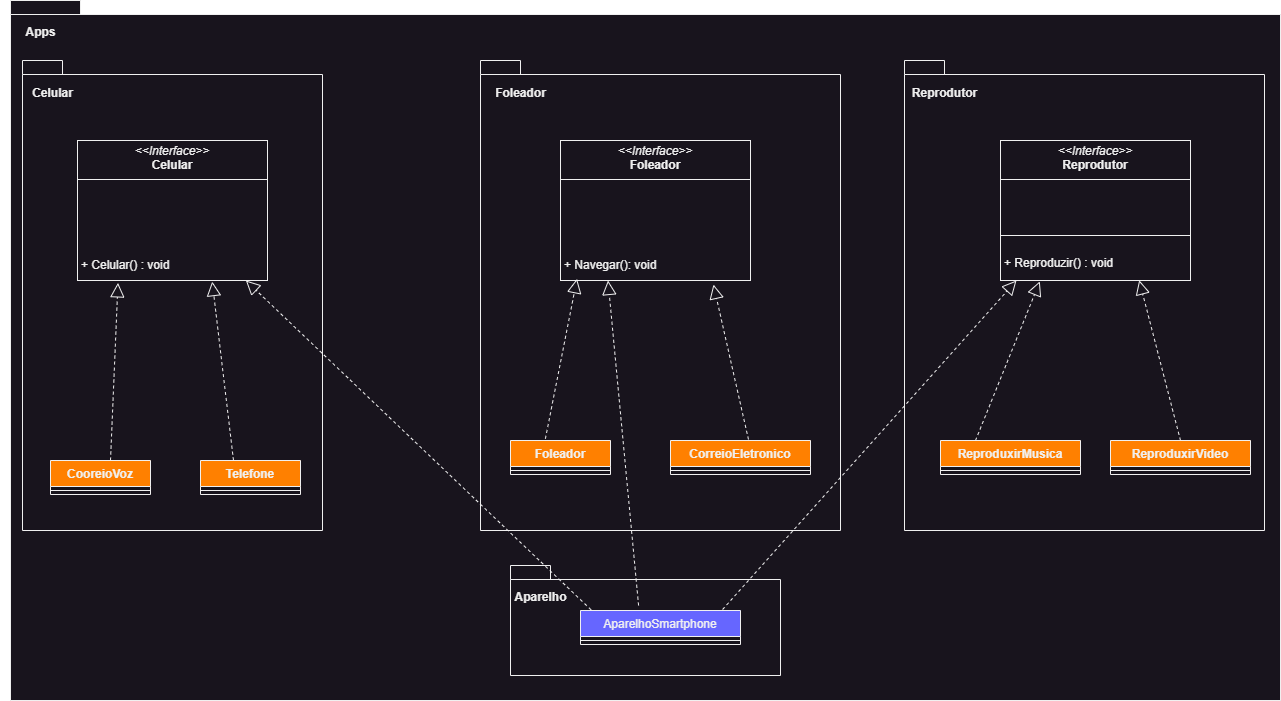 Apps
Celular
<<Interface>>
Celular
+ Celular() : void
CooreioVoz
Telefone
Foleador
<<Interface>>
Foleador
+ Navegar(): void
Foleador
CorreioEletronico
Reprodutor
<<Interface>>
Reprodutor
+ Reproduzir() : void
ReproduxirMusica
ReproduxirVideo
Aparelho
AparelhoSmartphone